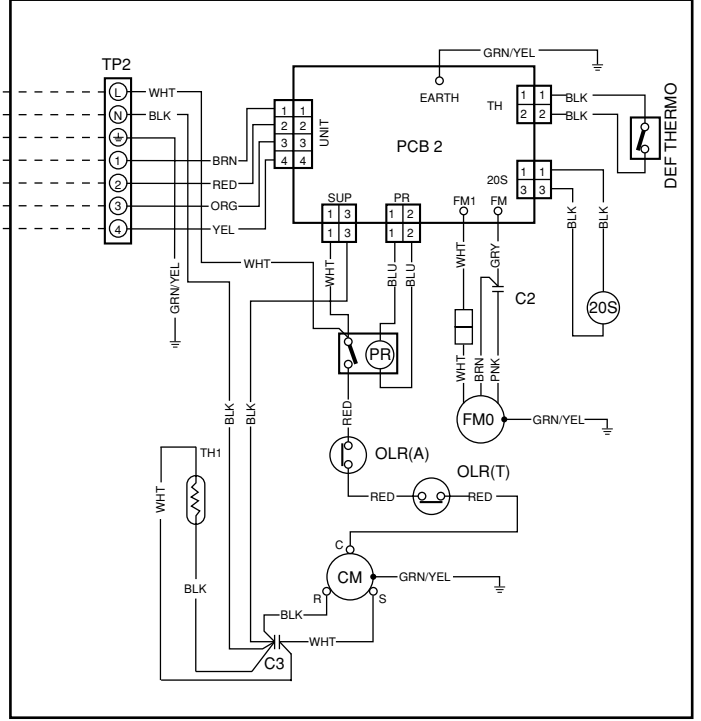 GRN/YEL
TP2
L
WHT
EARTH
TH
1 1
BLK
N
BLK
2 2
BLK
DEF THERMO
1 1
2 2
3 3
4 4
UNIT
PCB 2
1
BRN
2
RED
3
ORG
4
YEL
20S
1 1
3 3
SUP
1 3
1 3
PR
1 2
1 2
FM1
FM
BLK
BLK
WHT
GRN/YEL
WHT
BLU
BLU
WHT
GRY
C2
20S
PR
WHT
BRN
PNK
FM0
GRN/YEL
BLK
BLK
RED
OLR(A)
TH1
OLR(T)
WHT
RED
RED
C
CM
GRN/YEL
R
S
BLK
BLK
WHT
C3